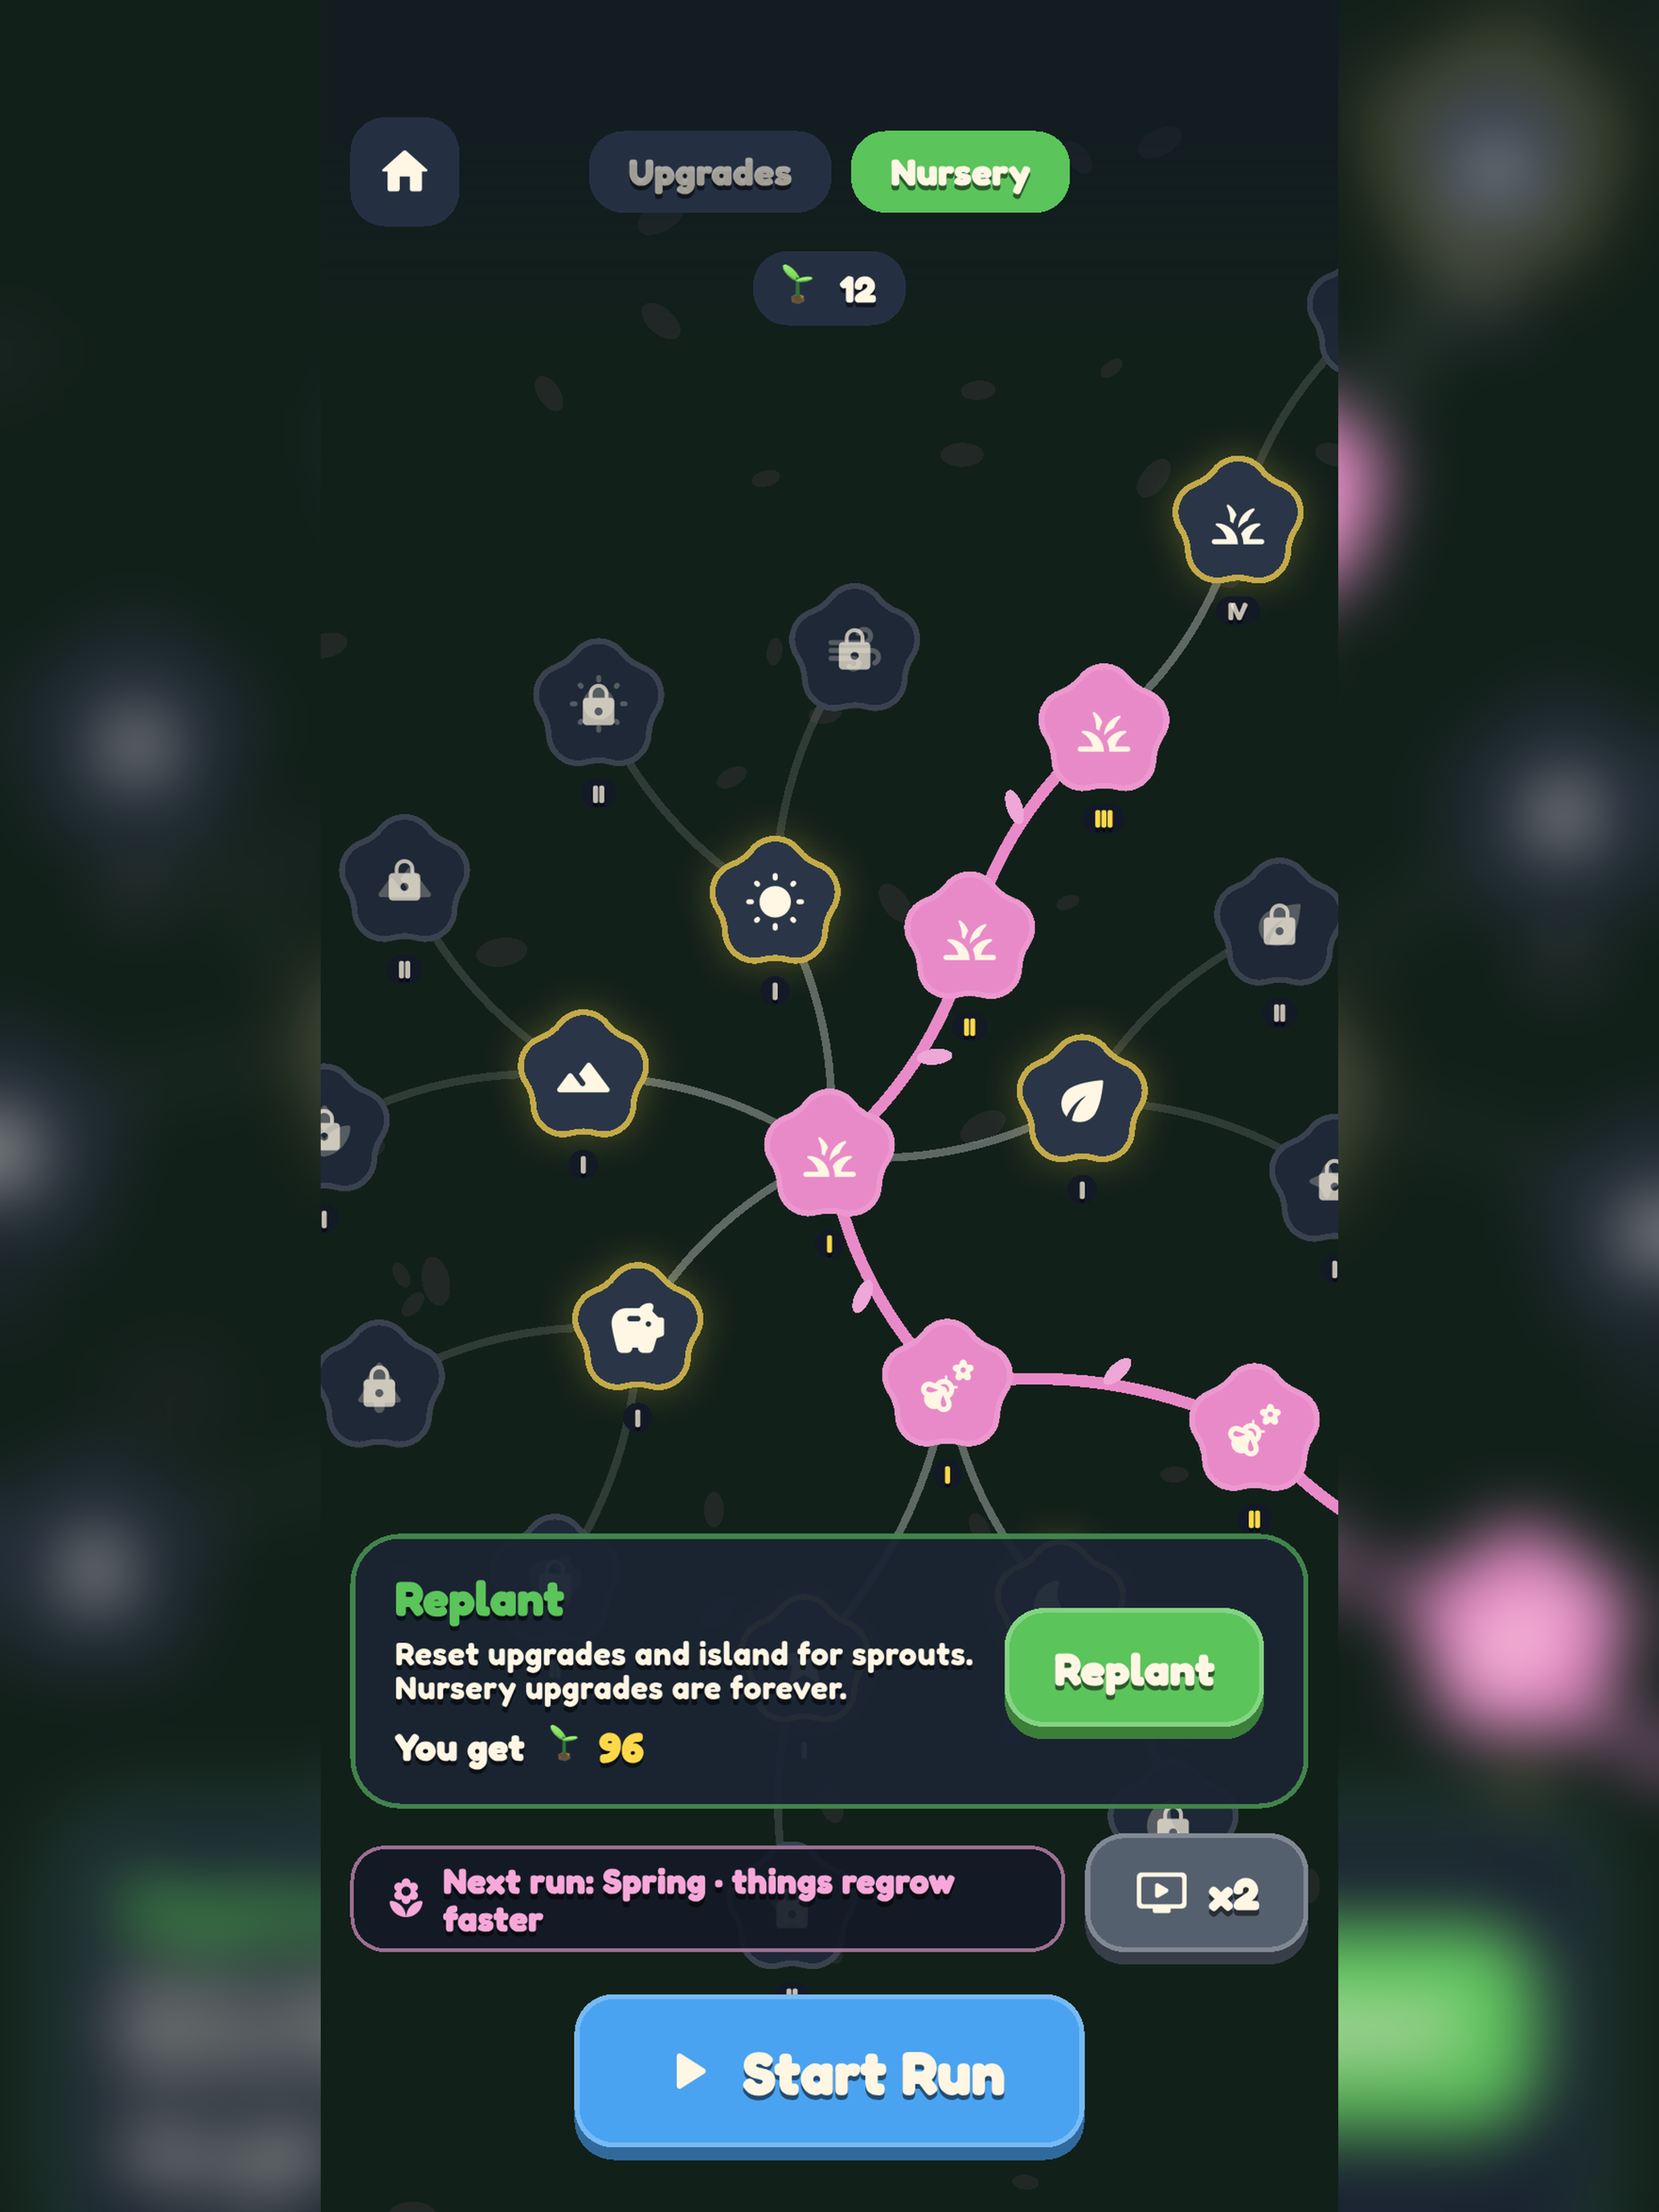 Upgrades
Nursery
12
IV
II
III
II
I
II
II
I
I
I
I
I
I
I
II
Replant
Reset upgrades and island for sprouts.
Nursery upgrades are forever.
You get 96
Replant
Next run: Spring · things regrow
faster
x2
II
Start Run